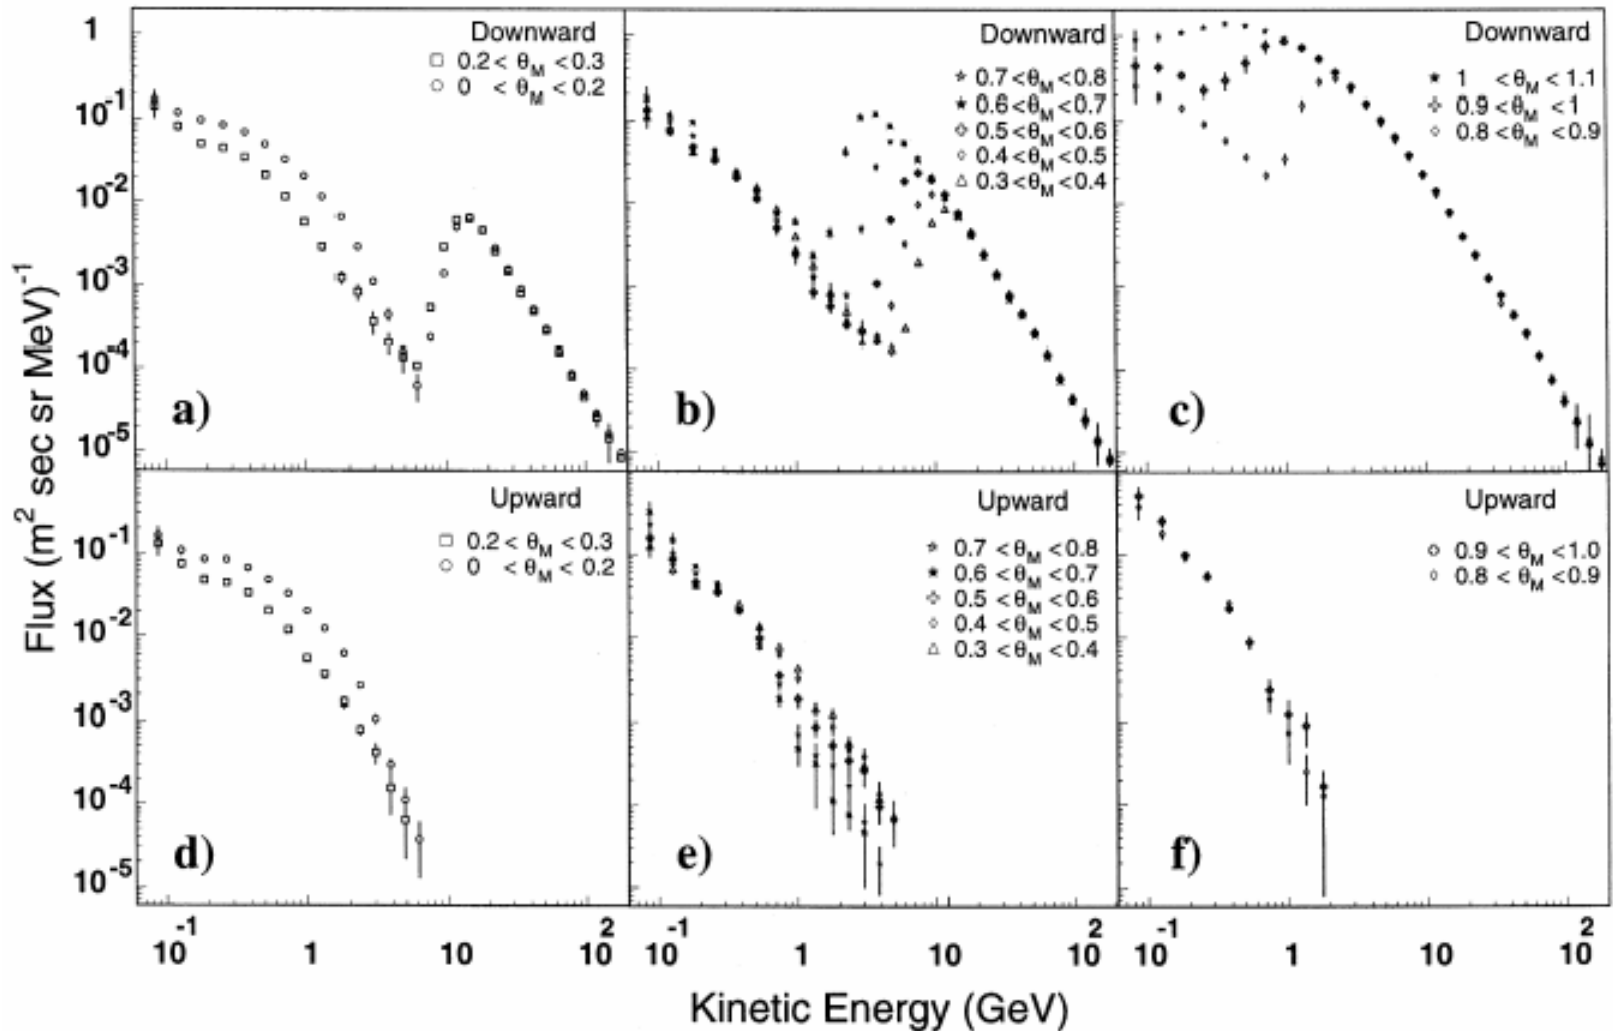 Flux (m² sec sr MeV)⁻¹
1
10⁻¹
10⁻²
10⁻³
10⁻⁴
10⁻⁵
Downward
□ 0.2 < θM < 0.3
○ 0 < θM < 0.2
a)
Downward
☆ 0.7 < θM < 0.8
★ 0.6 < θM < 0.7
0.5 < θM < 0.6
◇ 0.4 < θM < 0.5
△ 0.3 < θM < 0.4
b)
Downward
★ 1 < θM < 1.1
0.9 < θM < 1
◇ 0.8 < θM < 0.9
c)
10⁻¹
10⁻²
10⁻³
10⁻⁴
10⁻⁵
Upward
□ 0.2 < θM < 0.3
○ 0 < θM < 0.2
d)
Upward
☆ 0.7 < θM < 0.8
★ 0.6 < θM < 0.7
0.5 < θM < 0.6
◇ 0.4 < θM < 0.5
△ 0.3 < θM < 0.4
e)
Upward
0.9 < θM < 1.0
◇ 0.8 < θM < 0.9
f)
10⁻¹ 1 10 10²
10⁻¹ 1 10 10²
10⁻¹ 1 10 10²
Kinetic Energy (GeV)